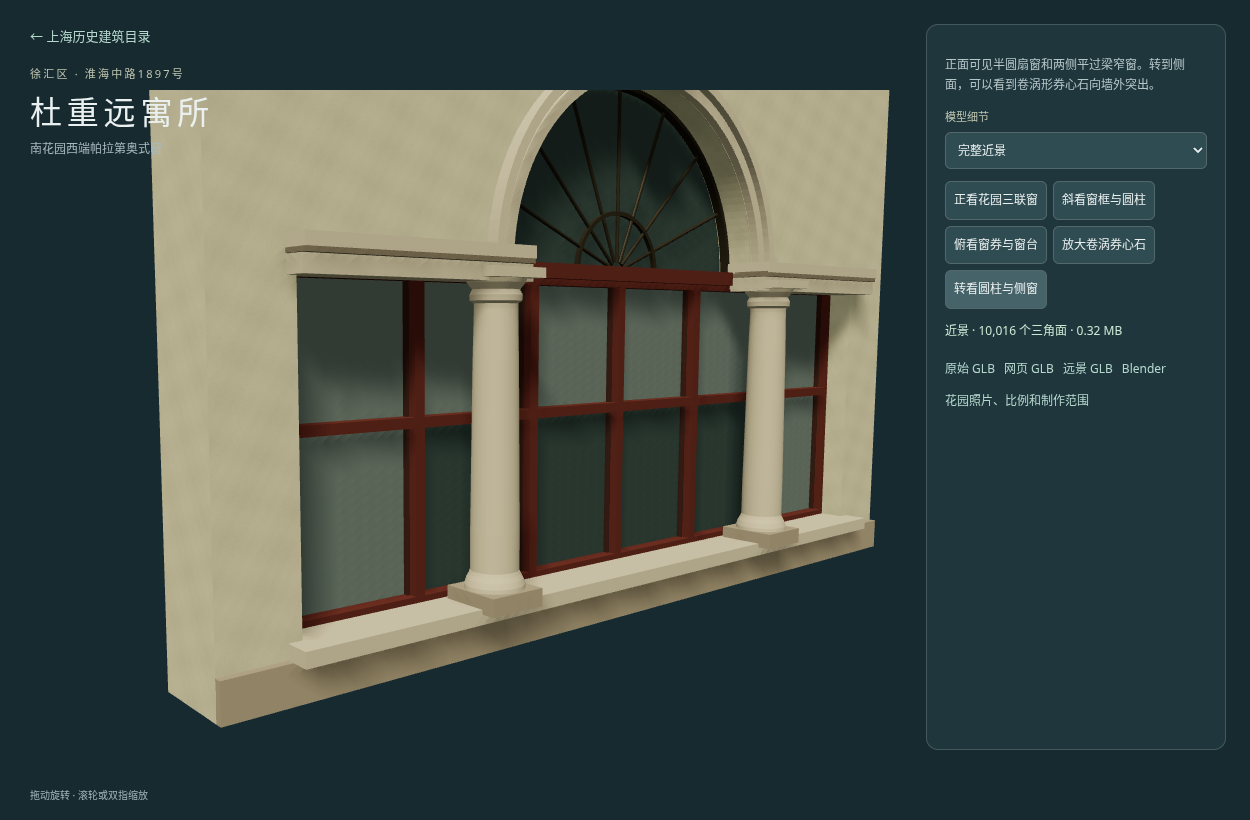 ← 上海历史建筑目录
徐汇区 · 淮海中路1897号
杜重远寓所
南花园西端帕拉第奥式
正面可见半圆扇窗和两侧平过梁窄窗。转到侧
面，可以看到卷涡形券心石向墙外突出。
模型细节
完整近景
正看花园三联窗 斜看窗框与圆柱
俯看窗券与窗台 放大卷涡券心石
转看圆柱与侧窗
近景 · 10,016 个三角面 · 0.32 MB
原始 GLB 网页 GLB 远景 GLB Blender
花园照片、比例和制作范围
拖动旋转 · 滚轮或双指缩放